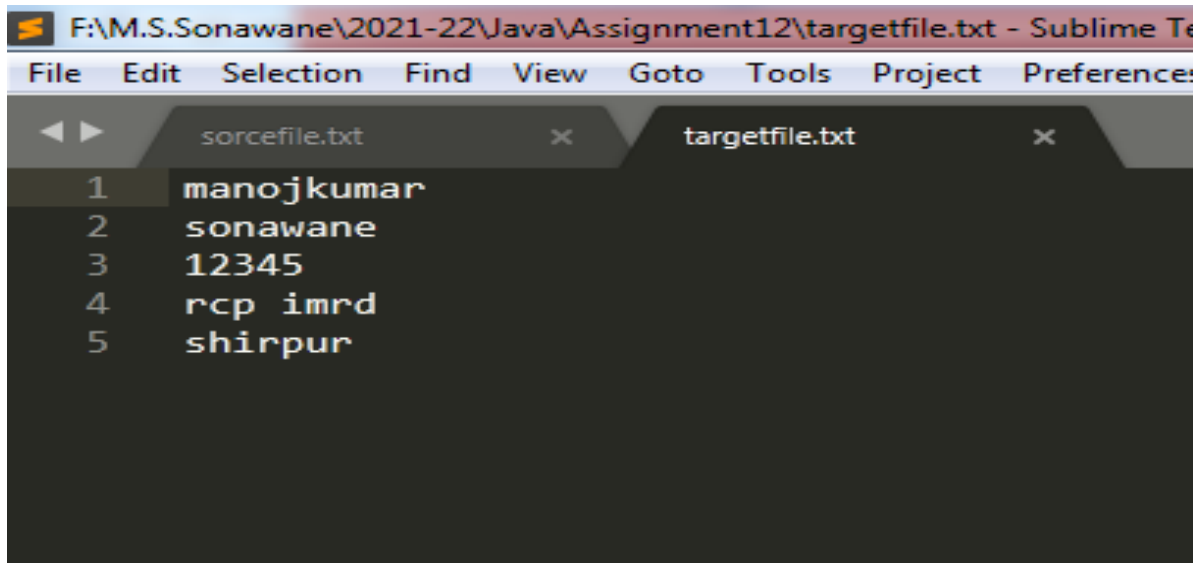 F:\M.S.Sonawane\2021-22\Java\Assignment12\targetfile.txt - Sublime Te
File Edit Selection Find View Goto Tools Project Preferences
sorcefile.txt targetfile.txt
1 manojkumar
2 sonawane
3 12345
4 rcp imrd
5 shirpur